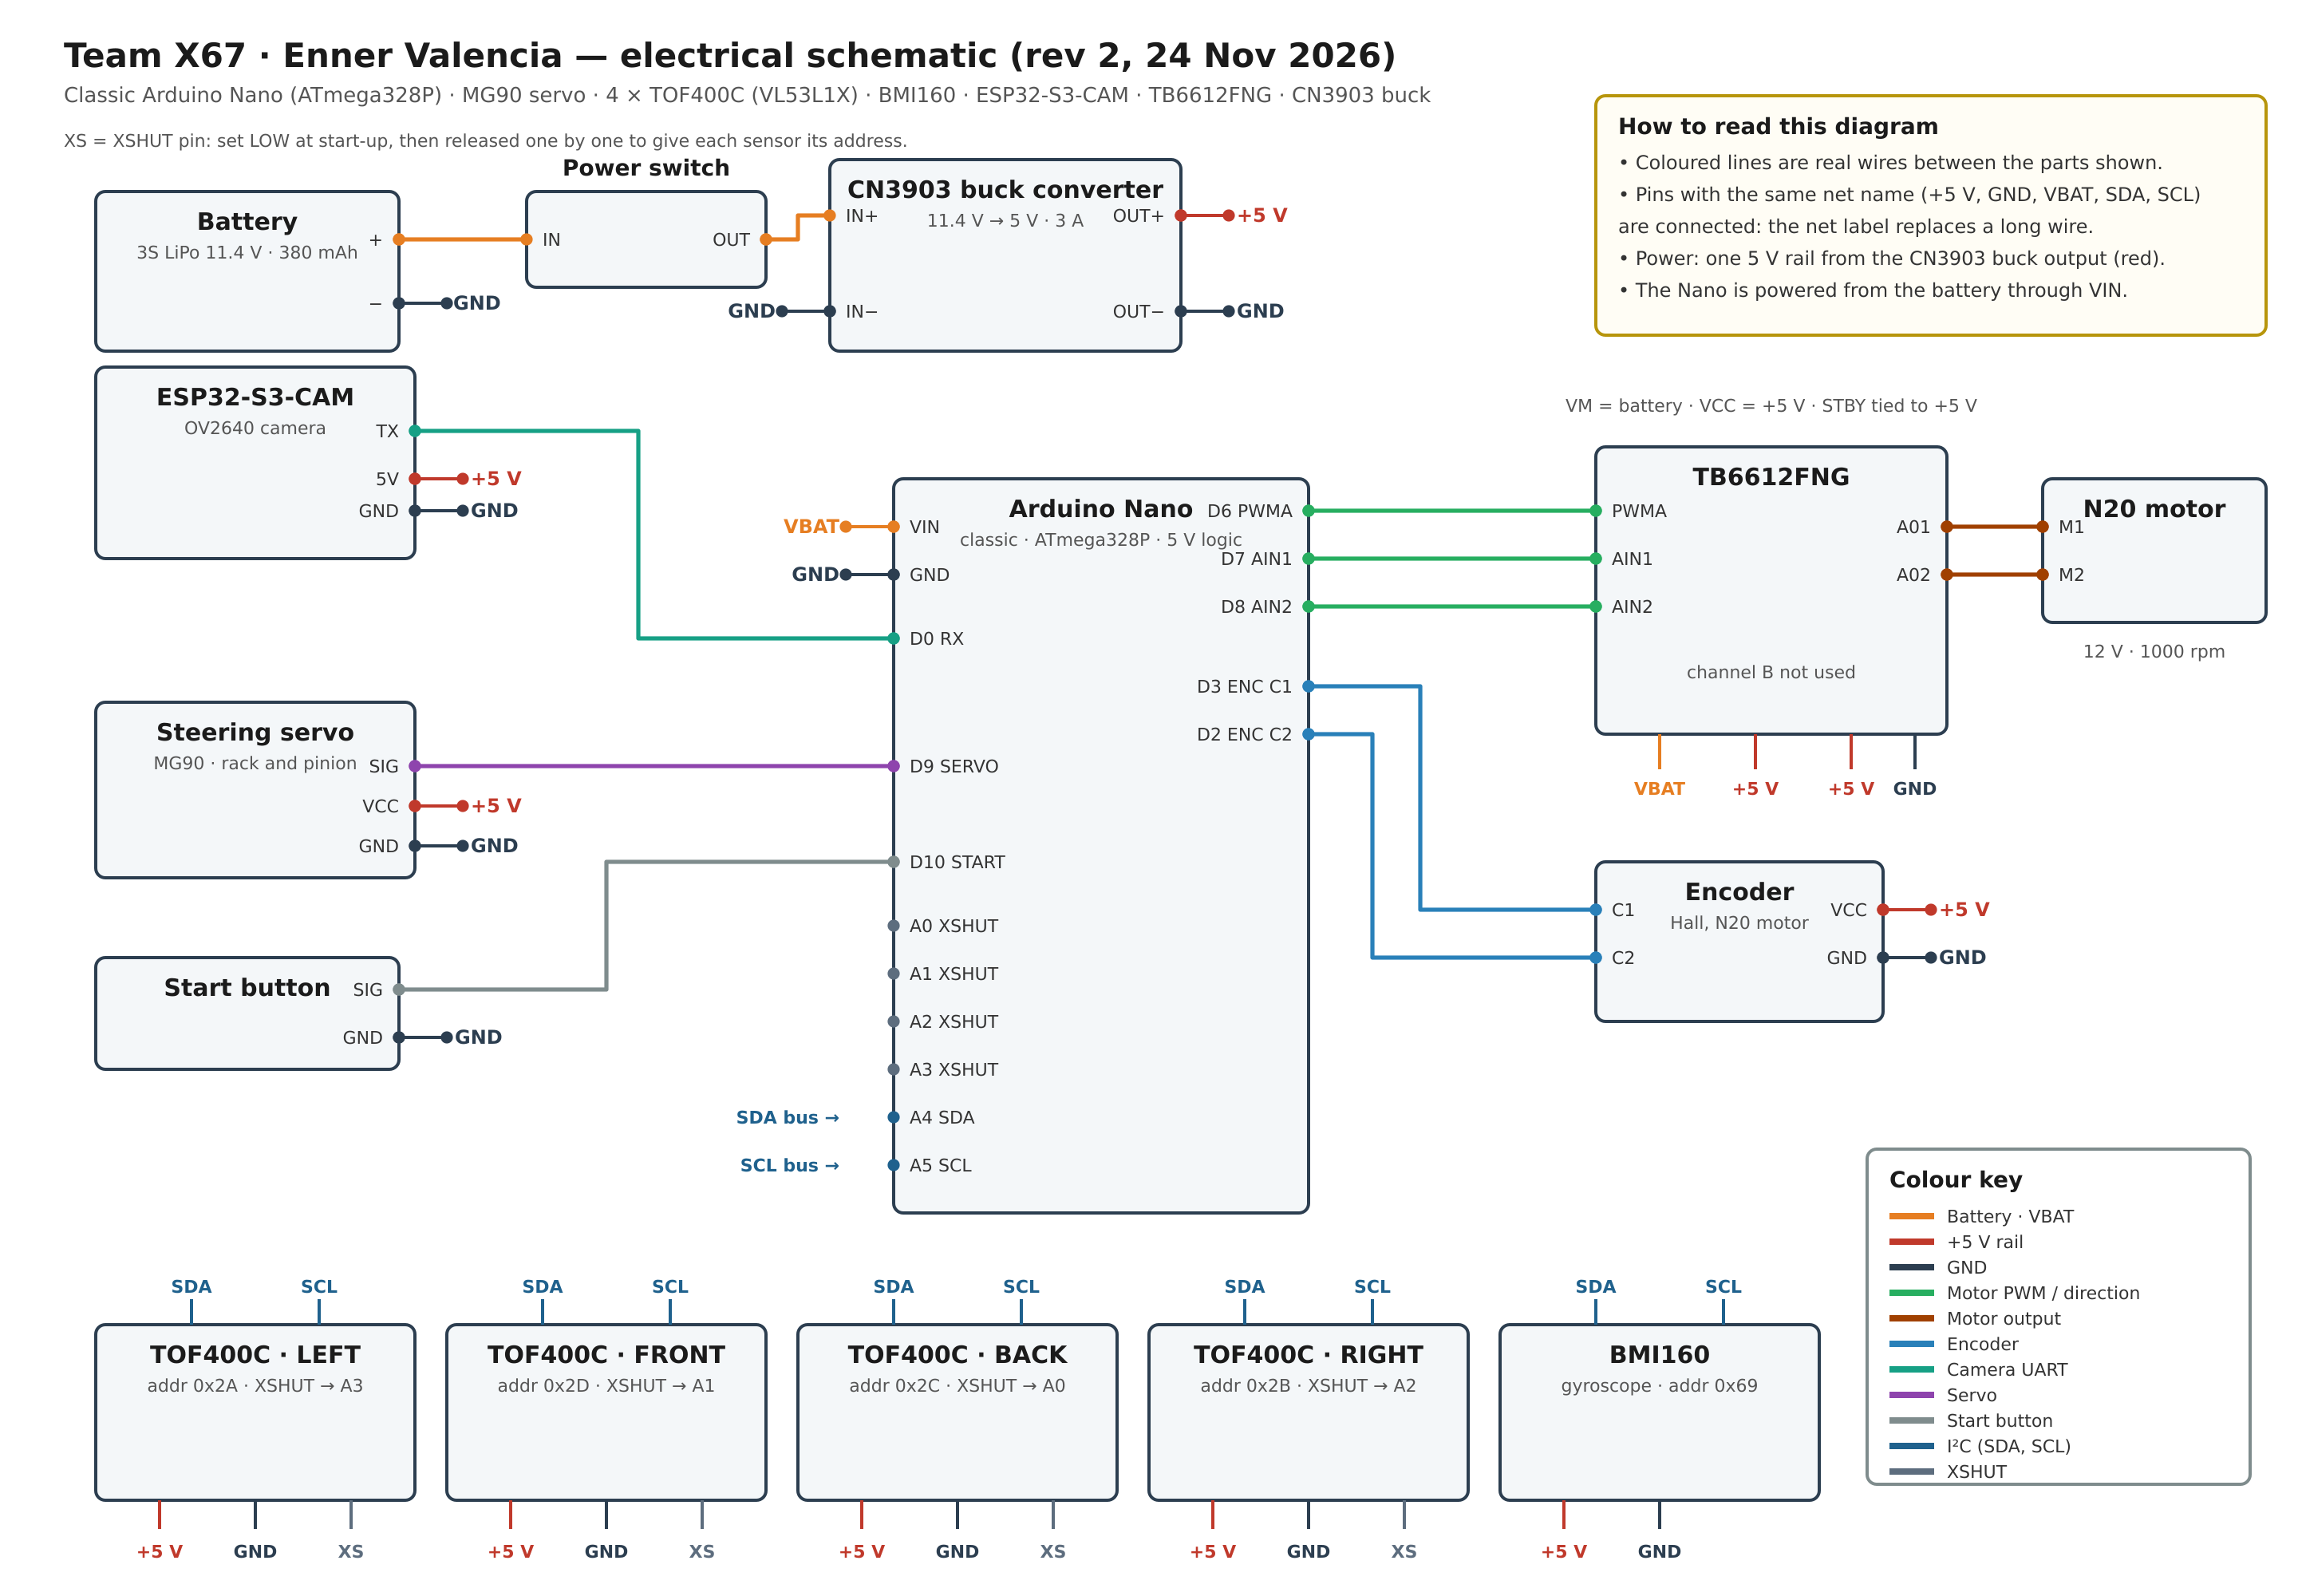 Team X67 · Enner Valencia — electrical schematic (rev 2, 24 Nov 2026)
Classic Arduino Nano (ATmega328P) · MG90 servo · 4 × TOF400C (VL53L1X) · BMI160 · ESP32-S3-CAM · TB6612FNG · CN3903 buck
XS = XSHUT pin: set LOW at start-up, then released one by one to give each sensor its address.
How to read this diagram
• Coloured lines are real wires between the parts shown.
• Pins with the same net name (+5 V, GND, VBAT, SDA, SCL)
are connected: the net label replaces a long wire.
• Power: one 5 V rail from the CN3903 buck output (red).
• The Nano is powered from the battery through VIN.
Battery
3S LiPo 11.4 V · 380 mAh
+
−
GND
Power switch
IN
OUT
CN3903 buck converter
11.4 V → 5 V · 3 A
IN+
OUT+
+5 V
GND
IN−
OUT−
GND
ESP32-S3-CAM
OV2640 camera
TX
5V
+5 V
GND
GND
Arduino Nano
classic · ATmega328P · 5 V logic
VBAT
VIN
GND
GND
D0 RX
D9 SERVO
D10 START
A0 XSHUT
A1 XSHUT
A2 XSHUT
A3 XSHUT
SDA bus →
A4 SDA
SCL bus →
A5 SCL
D6 PWMA
D7 AIN1
D8 AIN2
D3 ENC C1
D2 ENC C2
VM = battery · VCC = +5 V · STBY tied to +5 V
TB6612FNG
PWMA
AIN1
AIN2
A01
A02
channel B not used
VBAT
+5 V
+5 V
GND
N20 motor
M1
M2
12 V · 1000 rpm
Steering servo
MG90 · rack and pinion
SIG
VCC
+5 V
GND
GND
Start button
SIG
GND
GND
Encoder
Hall, N20 motor
C1
C2
VCC
+5 V
GND
GND
Colour key
Battery · VBAT
+5 V rail
GND
Motor PWM / direction
Motor output
Encoder
Camera UART
Servo
Start button
I²C (SDA, SCL)
XSHUT
SDA
SCL
TOF400C · LEFT
addr 0x2A · XSHUT → A3
+5 V
GND
XS
SDA
SCL
TOF400C · FRONT
addr 0x2D · XSHUT → A1
+5 V
GND
XS
SDA
SCL
TOF400C · BACK
addr 0x2C · XSHUT → A0
+5 V
GND
XS
SDA
SCL
TOF400C · RIGHT
addr 0x2B · XSHUT → A2
+5 V
GND
XS
SDA
SCL
BMI160
gyroscope · addr 0x69
+5 V
GND